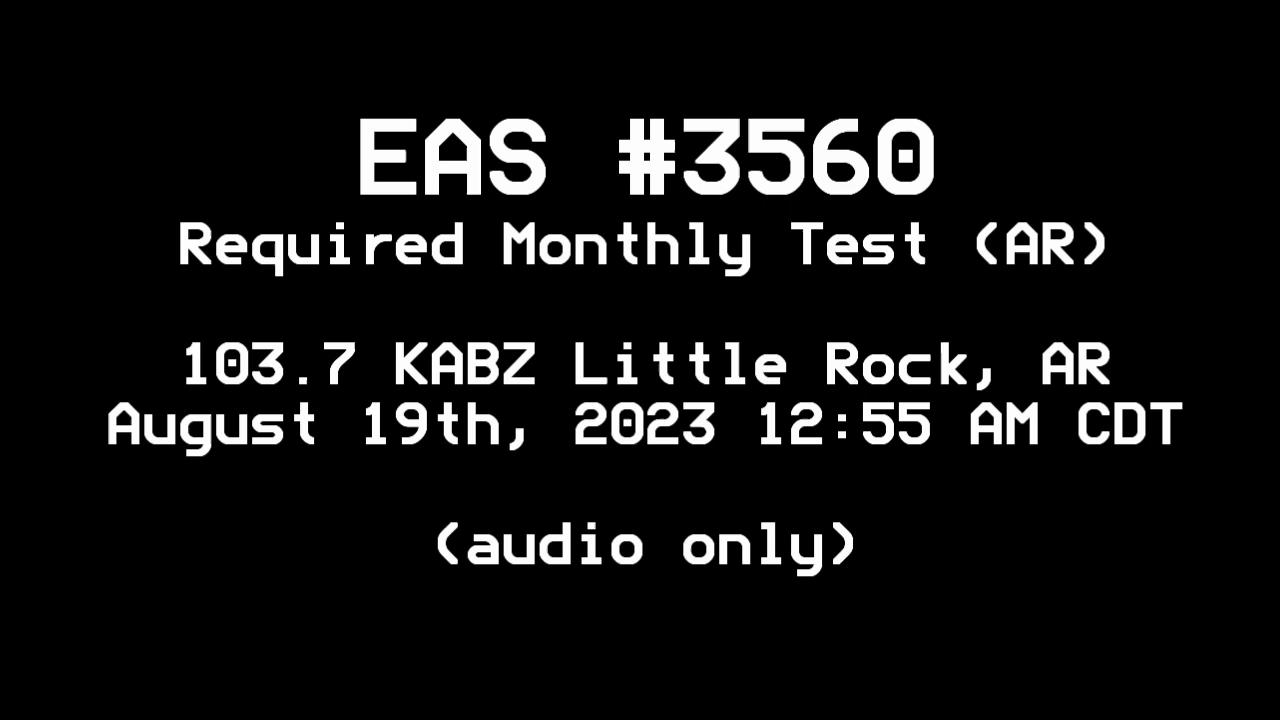 EAS #3560
Required Monthly Test (AR)
103.7 KABZ Little Rock, AR
August 19th, 2023 12:55 AM CDT
(audio only)